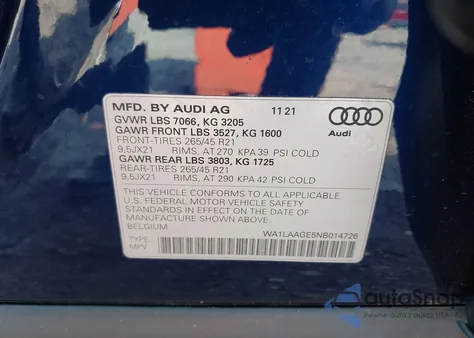 MFD. BY AUDI AG 11 21
GVWR LBS 7066, KG 3205
GAWR FRONT LBS 3527, KG 1600
FRONT-TIRES 265/45 R21
9,5JX21 RIMS, AT 270 KPA 39 PSI COLD
GAWR REAR LBS 3803, KG 1725
REAR-TIRES 265/45 R21
9,5JX21 RIMS, AT 290 KPA 42 PSI COLD
THIS VEHICLE CONFORMS TO ALL APPLICABLE
U.S. FEDERAL MOTOR VEHICLE SAFETY
STANDARDS IN EFFECT ON THE DATE OF
MANUFACTURE SHOWN ABOVE.
BELGIUM
TYPE: WA1LAAGE5NB014726
MPV
Audi
autoSnap
Pewne auta z aukcji USA